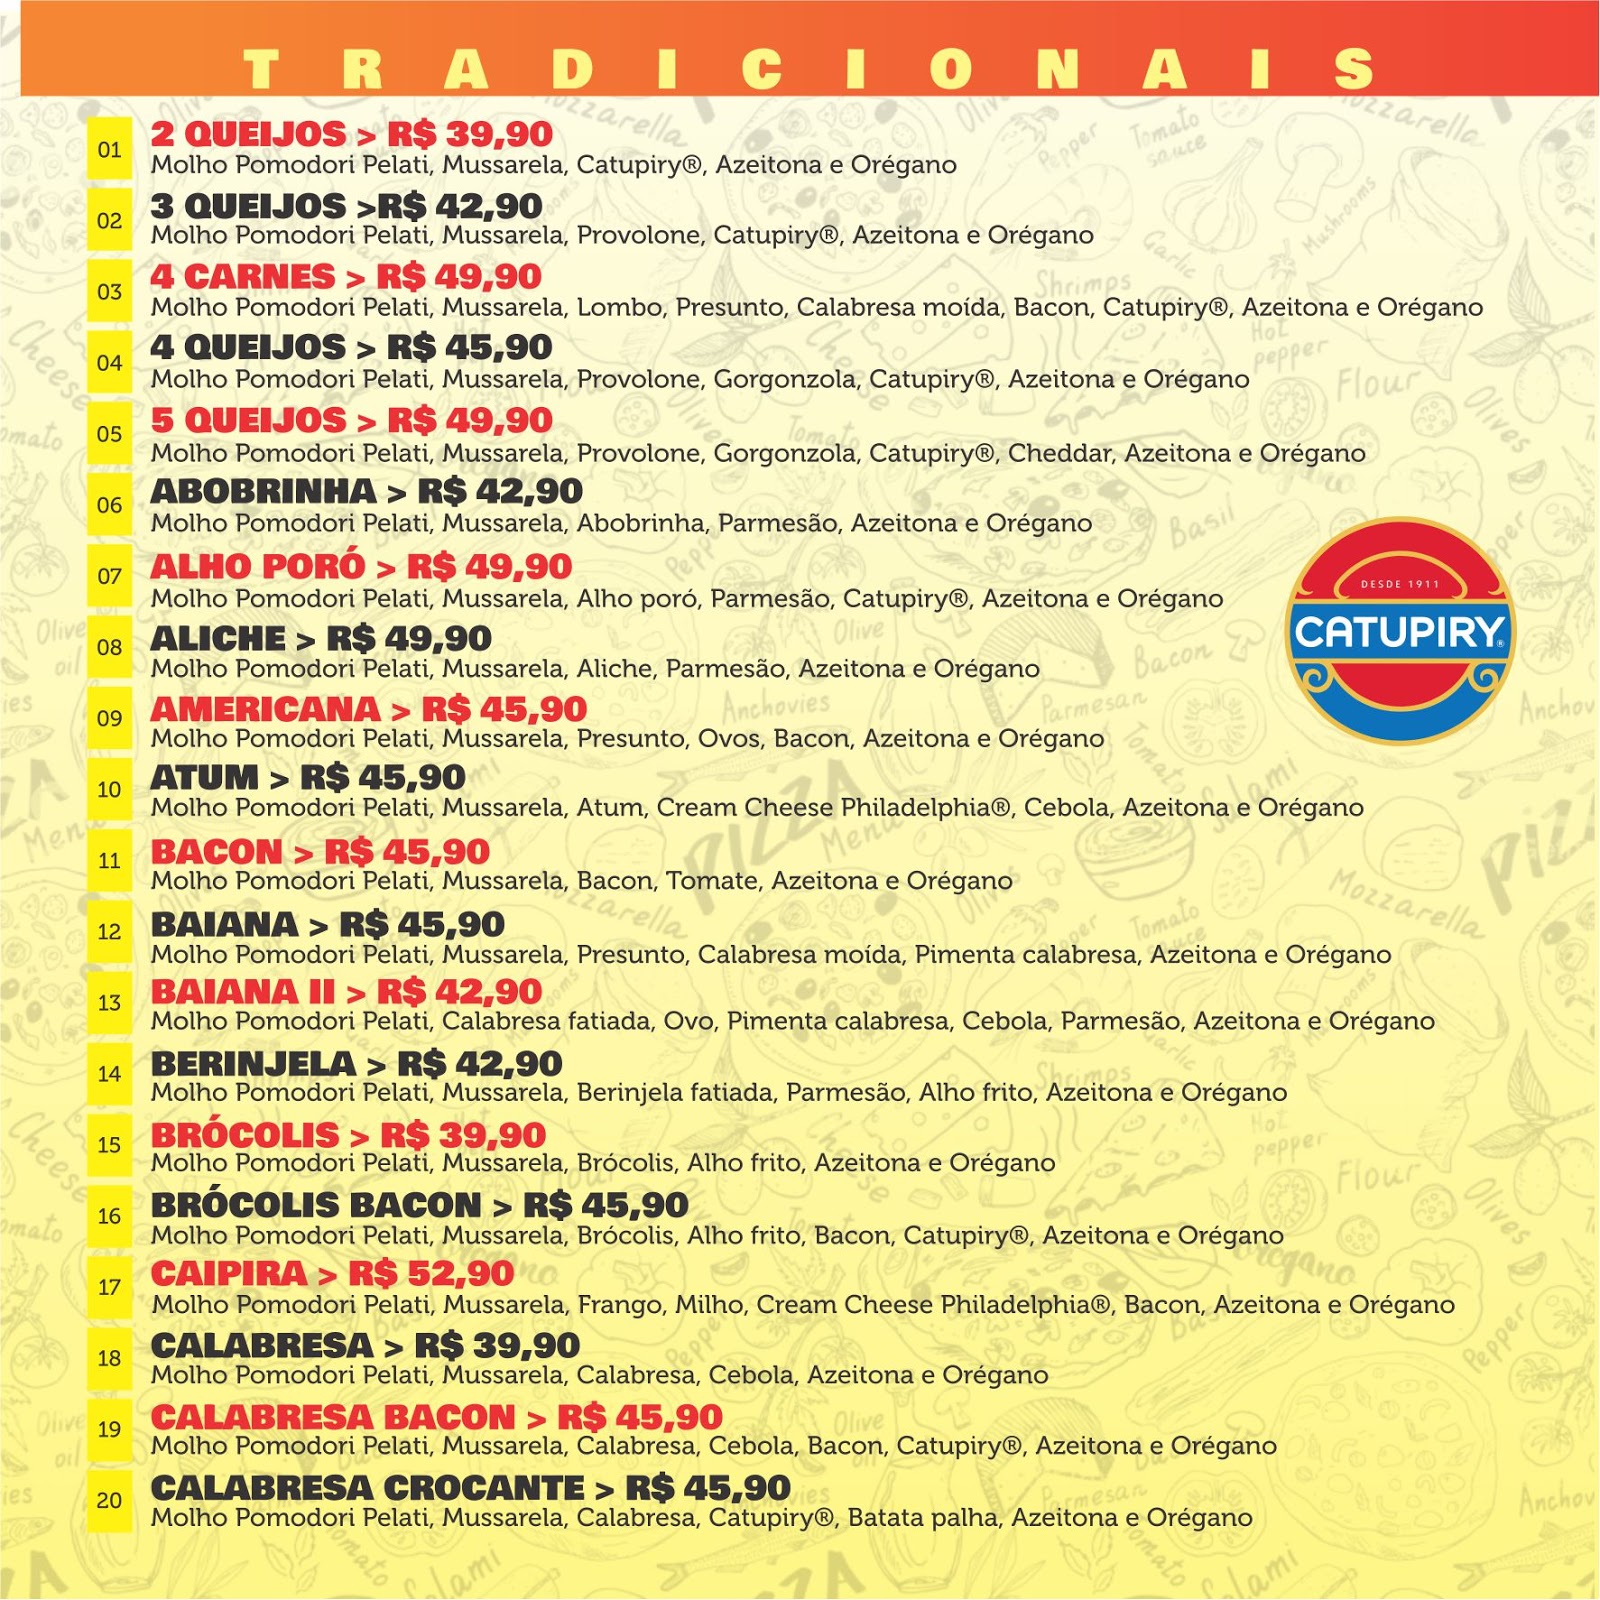 TRADICIONAIS
01
2 QUEIJOS > R$ 39,90
Molho Pomodori Pelati, Mussarela, Catupiry®, Azeitona e Orégano
02
3 QUEIJOS >R$ 42,90
Molho Pomodori Pelati, Mussarela, Provolone, Catupiry®, Azeitona e Orégano
03
4 CARNES > R$ 49,90
Molho Pomodori Pelati, Mussarela, Lombo, Presunto, Calabresa moída, Bacon, Catupiry®, Azeitona e Orégano
04
4 QUEIJOS > R$ 45,90
Molho Pomodori Pelati, Mussarela, Provolone, Gorgonzola, Catupiry®, Azeitona e Orégano
05
5 QUEIJOS > R$ 49,90
Molho Pomodori Pelati, Mussarela, Provolone, Gorgonzola, Catupiry®, Cheddar, Azeitona e Orégano
06
ABOBRINHA > R$ 42,90
Molho Pomodori Pelati, Mussarela, Abobrinha, Parmesão, Azeitona e Orégano
07
ALHO PORÓ > R$ 49,90
Molho Pomodori Pelati, Mussarela, Alho poró, Parmesão, Catupiry®, Azeitona e Orégano
DESDE 1911
CATUPIRY®
08
ALICHE > R$ 49,90
Molho Pomodori Pelati, Mussarela, Aliche, Parmesão, Azeitona e Orégano
09
AMERICANA > R$ 45,90
Molho Pomodori Pelati, Mussarela, Presunto, Ovos, Bacon, Azeitona e Orégano
10
ATUM > R$ 45,90
Molho Pomodori Pelati, Mussarela, Atum, Cream Cheese Philadelphia®, Cebola, Azeitona e Orégano
11
BACON > R$ 45,90
Molho Pomodori Pelati, Mussarela, Bacon, Tomate, Azeitona e Orégano
12
BAIANA > R$ 45,90
Molho Pomodori Pelati, Mussarela, Presunto, Calabresa moída, Pimenta calabresa, Azeitona e Orégano
13
BAIANA II > R$ 42,90
Molho Pomodori Pelati, Calabresa fatiada, Ovo, Pimenta calabresa, Cebola, Parmesão, Azeitona e Orégano
14
BERINJELA > R$ 42,90
Molho Pomodori Pelati, Mussarela, Berinjela fatiada, Parmesão, Alho frito, Azeitona e Orégano
15
BRÓCOLIS > R$ 39,90
Molho Pomodori Pelati, Mussarela, Brócolis, Alho frito, Azeitona e Orégano
16
BRÓCOLIS BACON > R$ 45,90
Molho Pomodori Pelati, Mussarela, Brócolis, Alho frito, Bacon, Catupiry®, Azeitona e Orégano
17
CAIPIRA > R$ 52,90
Molho Pomodori Pelati, Mussarela, Frango, Milho, Cream Cheese Philadelphia®, Bacon, Azeitona e Orégano
18
CALABRESA > R$ 39,90
Molho Pomodori Pelati, Mussarela, Calabresa, Cebola, Azeitona e Orégano
19
CALABRESA BACON > R$ 45,90
Molho Pomodori Pelati, Mussarela, Calabresa, Cebola, Bacon, Catupiry®, Azeitona e Orégano
20
CALABRESA CROCANTE > R$ 45,90
Molho Pomodori Pelati, Mussarela, Calabresa, Catupiry®, Batata palha, Azeitona e Orégano